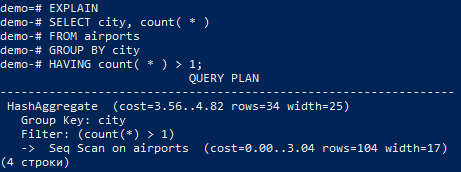 demo=# EXPLAIN
demo-# SELECT city, count( * )
demo-# FROM airports
demo-# GROUP BY city
demo-# HAVING count( * ) > 1;
QUERY PLAN
-----------------------------------------------------------------
HashAggregate  (cost=3.56..4.82 rows=34 width=25)
Group Key: city
Filter: (count(*) > 1)
->  Seq Scan on airports  (cost=0.00..3.04 rows=104 width=17)
(4 строки)